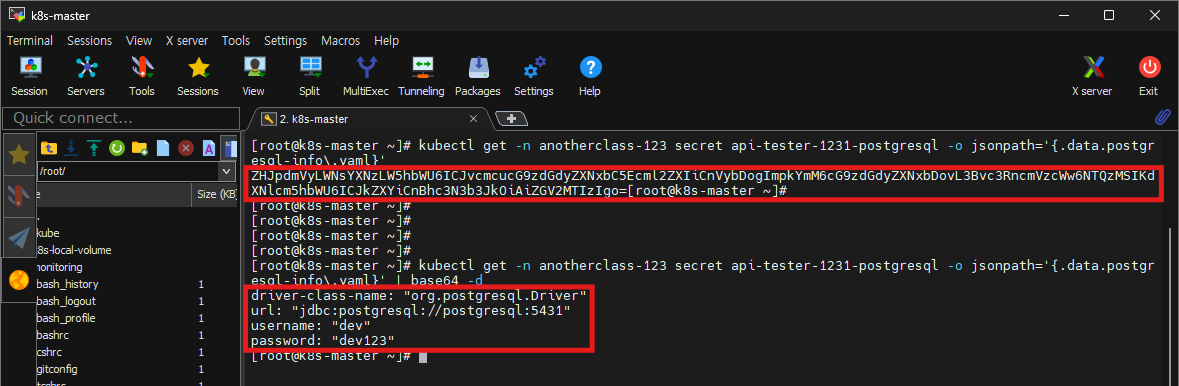 k8s-master
Terminal Sessions View X server Tools Settings Macros Help
Session Servers Tools Sessions View Split MultiExec Tunneling Packages Settings Help X server Exit
Quick connect...
2. k8s-master
/root/
Size (KB)
kube
k8s-local-volume
monitoring
bash_history 1
bash_logout 1
bash_profile 1
bashrc 1
cshrc 1
gitconfig 1
[root@k8s-master ~]# kubectl get -n anotherclass-123 secret api-tester-1231-postgresql -o jsonpath='{.data.postgr
esql-info\.yaml}'
ZHJpdmVyLWNsYXNzLW5hbWU6ICJvcmcucG9zdGdyZXNxbC5Ecml2ZXIiCnVybDogImpkYmM6cG9zdGdyZXNxbDovL3Bvc3RncmVzcWw6NTQzMSIKd
XNlcm5hbWU6ICJkZXYiCnBhc3N3b3JkOiAiZGV2MTIzIgo=[root@k8s-master ~]#
[root@k8s-master ~]#
[root@k8s-master ~]#
[root@k8s-master ~]#
[root@k8s-master ~]#
[root@k8s-master ~]# kubectl get -n anotherclass-123 secret api-tester-1231-postgresql -o jsonpath='{.data.postgr
esql-info\.yaml}' | base64 -d
driver-class-name: "org.postgresql.Driver"
url: "jdbc:postgresql://postgresql:5431"
username: "dev"
password: "dev123"
[root@k8s-master ~]#